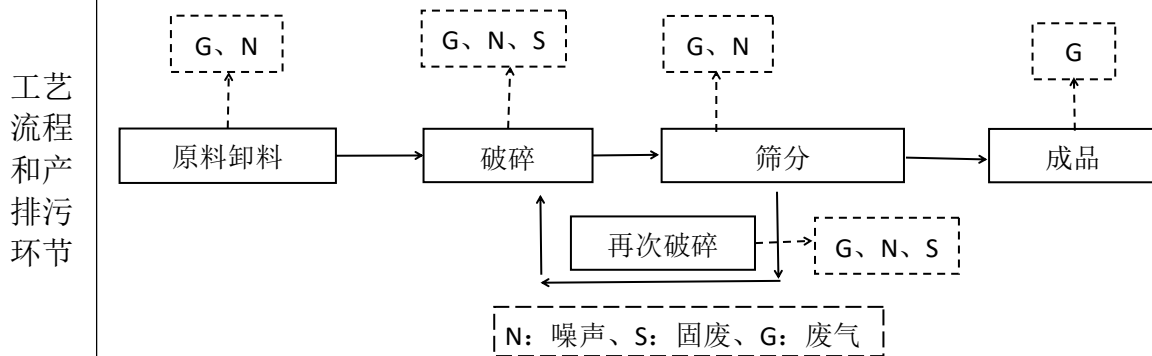 工艺
流程
和产
排污
环节
G、N
G、N、S
G、N
G
原料卸料
破碎
筛分
成品
再次破碎
G、N、S
N：噪声、S：固废、G：废气